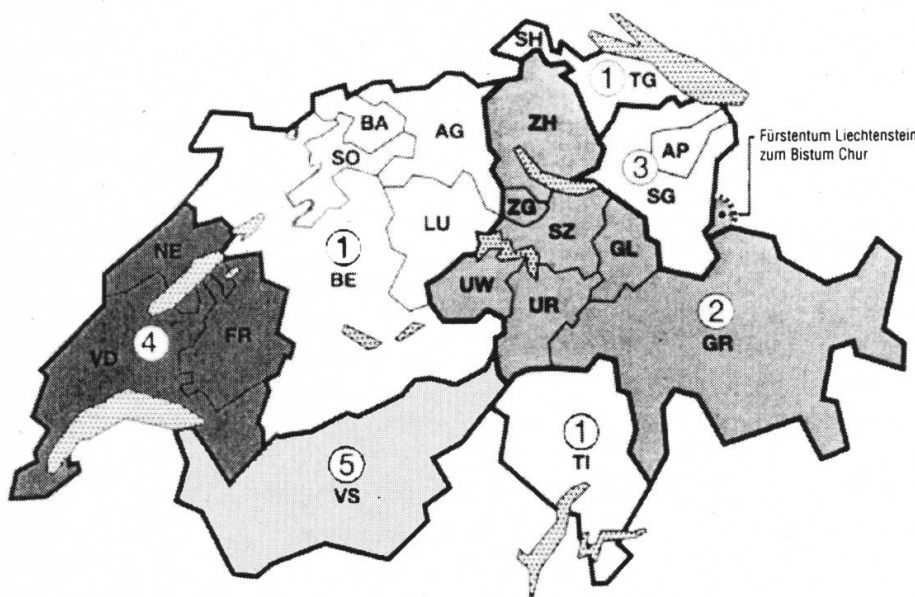 SH
1 TG
BA
AG
ZH
SO
AP
3
SG
Fürstentum Liechtenstein
zum Bistum Chur
ZG
LU
SZ
GL
NE
1
BE
UW
UR
2
GR
VD
4
FR
1
TI
5
VS